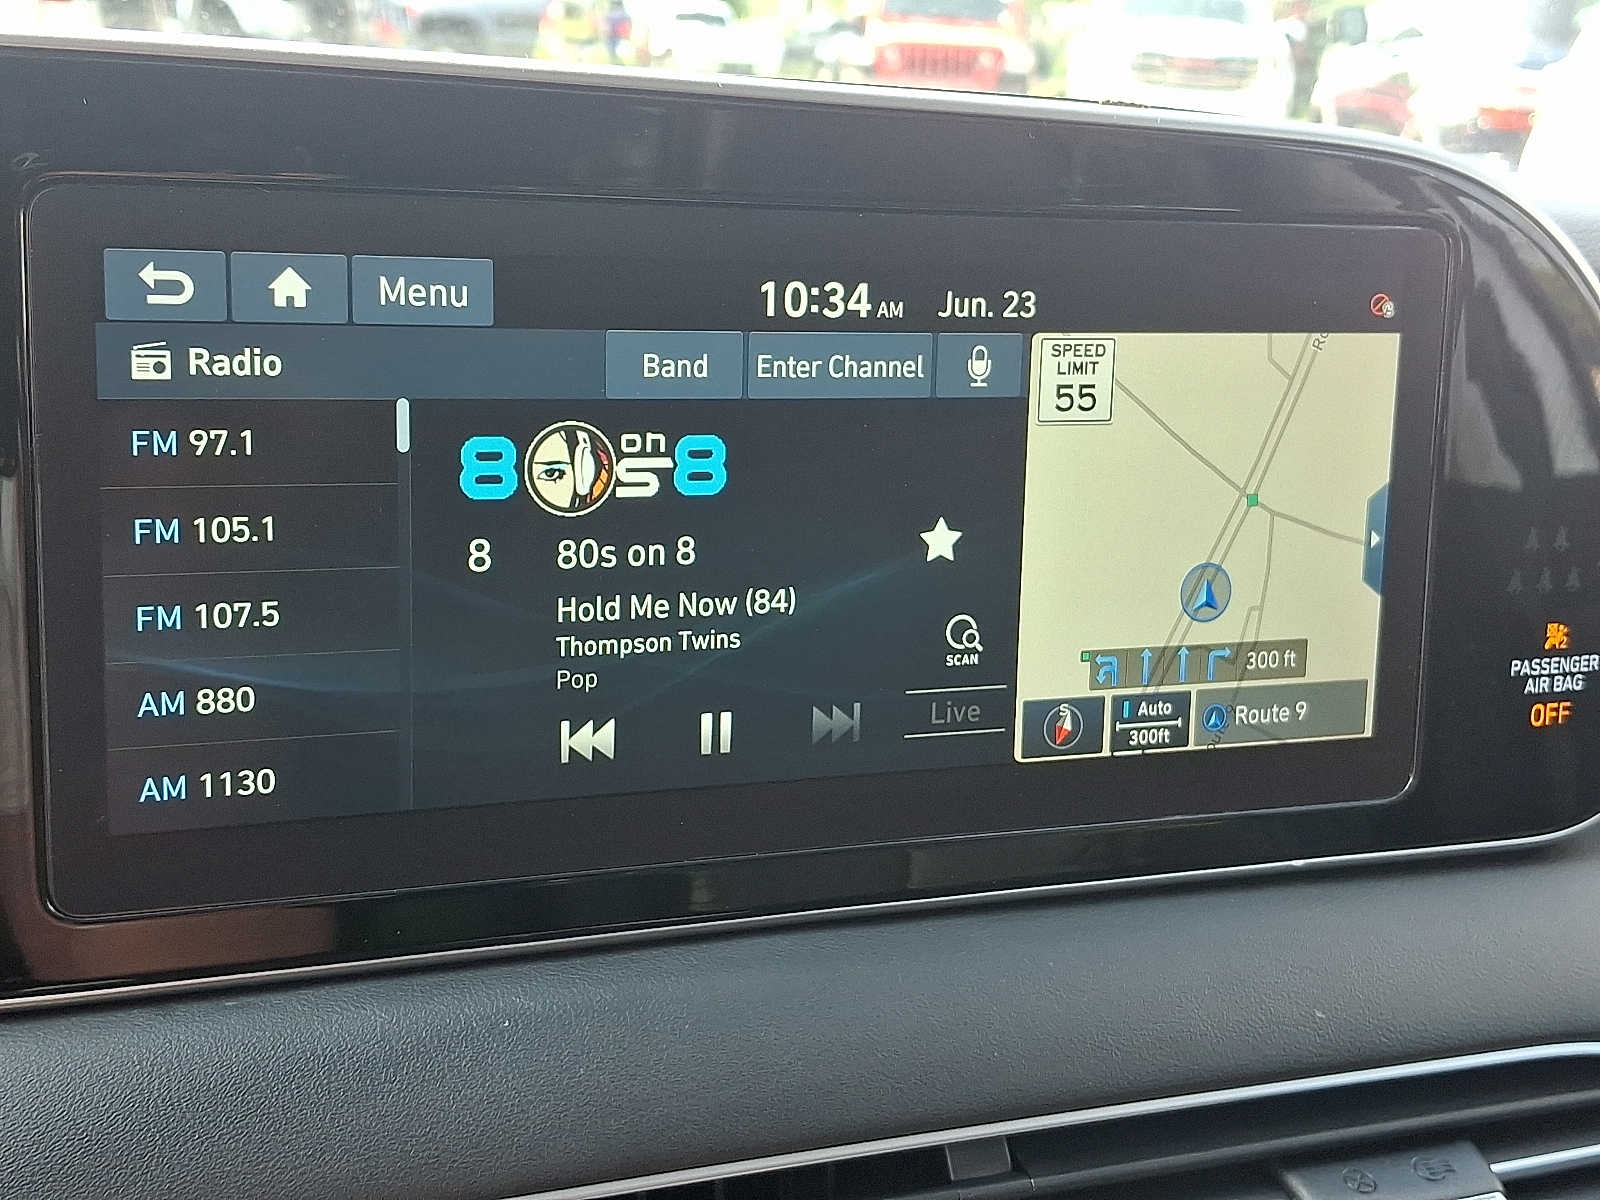 Menu
10:34 AM Jun. 23
Radio
Band
Enter Channel
FM 97.1
FM 105.1
FM 107.5
AM 880
AM 1130
8 0s on 8
8 80s on 8
Hold Me Now (84)
Thompson Twins
Pop
SCAN
Live
SPEED
LIMIT
55
300 ft
S
Auto
300ft
Route 9
PASSENGER
AIR BAG
OFF